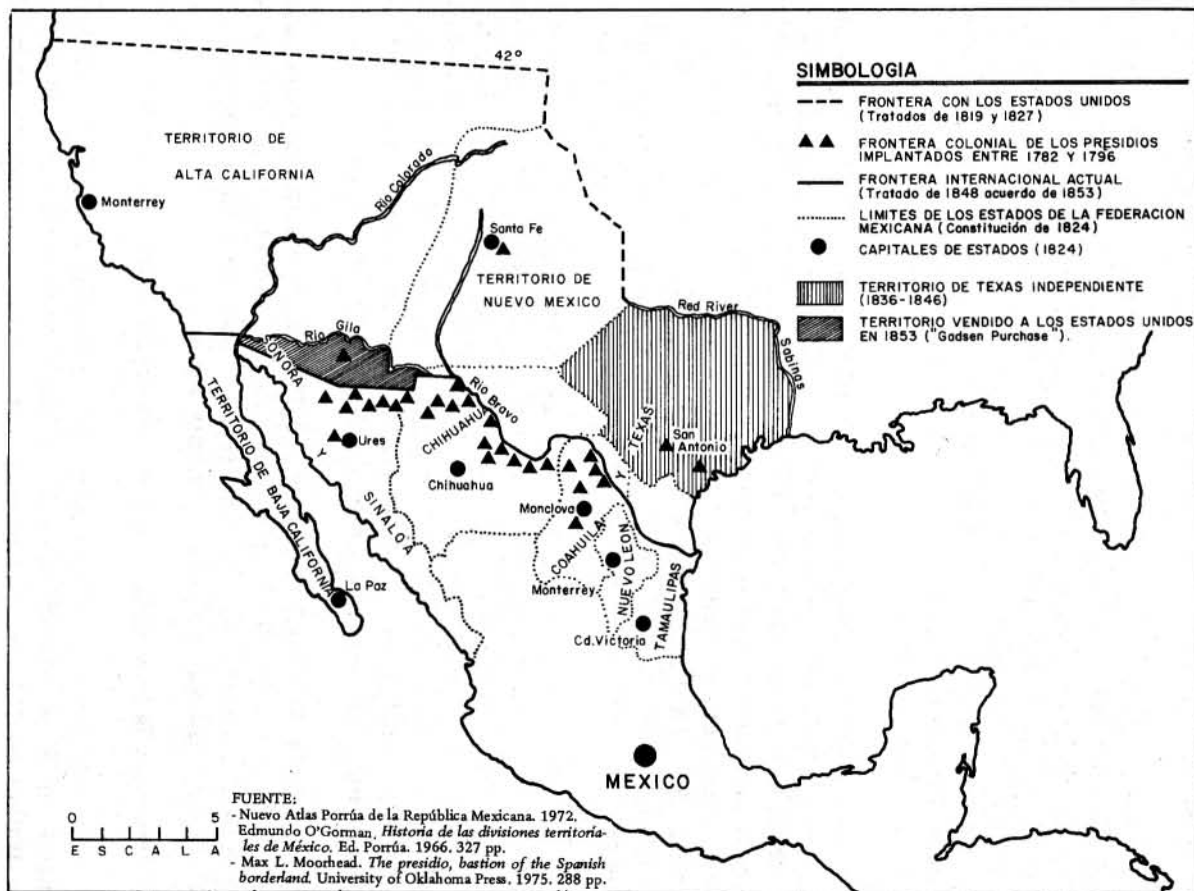 42°
TERRITORIO DE
ALTA CALIFORNIA
Monterrey
Rio Colorado
Santa Fe
TERRITORIO DE
NUEVO MEXICO
Red River
Sabinas
Rio Gila
SONORA
Y
SINALOA
TERRITORIO DE BAJA CALIFORNIA
La Paz
Ures
CHIHUAHUA
Chihuahua
Rio Bravo
San
Antonio
COAHUILA
Y
TEXAS
Monclova
NUEVO LEON
Monterrey
TAMAULIPAS
Cd. Victoria
MEXICO
SIMBOLOGIA
FRONTERA CON LOS ESTADOS UNIDOS
(Tratados de 1819 y 1827)
FRONTERA COLONIAL DE LOS PRESIDIOS
IMPLANTADOS ENTRE 1782 Y 1796
FRONTERA INTERNACIONAL ACTUAL
(Tratado de 1848 acuerdo de 1853)
LIMITES DE LOS ESTADOS DE LA FEDERACION
MEXICANA (Constitución de 1824)
CAPITALES DE ESTADOS (1824)
TERRITORIO DE TEXAS INDEPENDIENTE
(1836-1846)
TERRITORIO VENDIDO A LOS ESTADOS UNIDOS
EN 1853 ("Gadsen Purchase").
0 5
ESCALA
FUENTE:
- Nuevo Atlas Porrúa de la República Mexicana. 1972.
Edmundo O'Gorman, Historia de las divisiones territoria-
les de México. Ed. Porrúa. 1966. 327 pp.
- Max L. Moorhead. The presidio, bastion of the Spanish
borderland. University of Oklahoma Press. 1975. 288 pp.